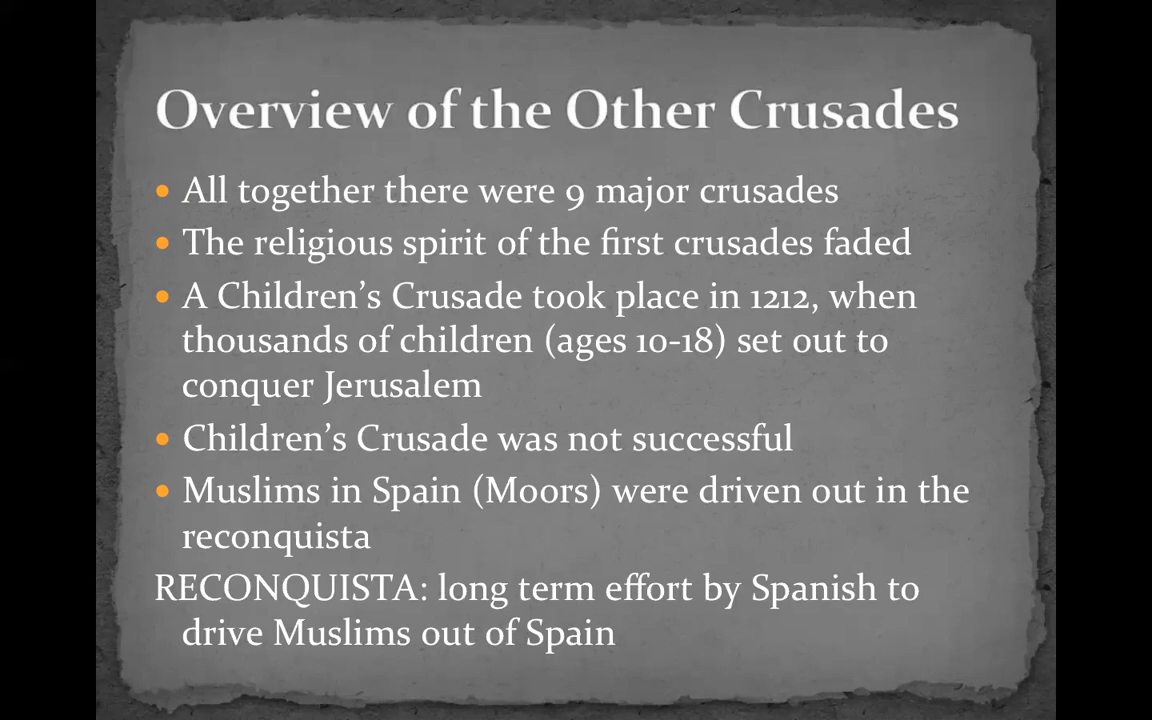 Overview of the Other Crusades
• All together there were 9 major crusades
• The religious spirit of the first crusades faded
• A Children’s Crusade took place in 1212, when
thousands of children (ages 10-18) set out to
conquer Jerusalem
• Children’s Crusade was not successful
• Muslims in Spain (Moors) were driven out in the
reconquista
RECONQUISTA: long term effort by Spanish to
drive Muslims out of Spain